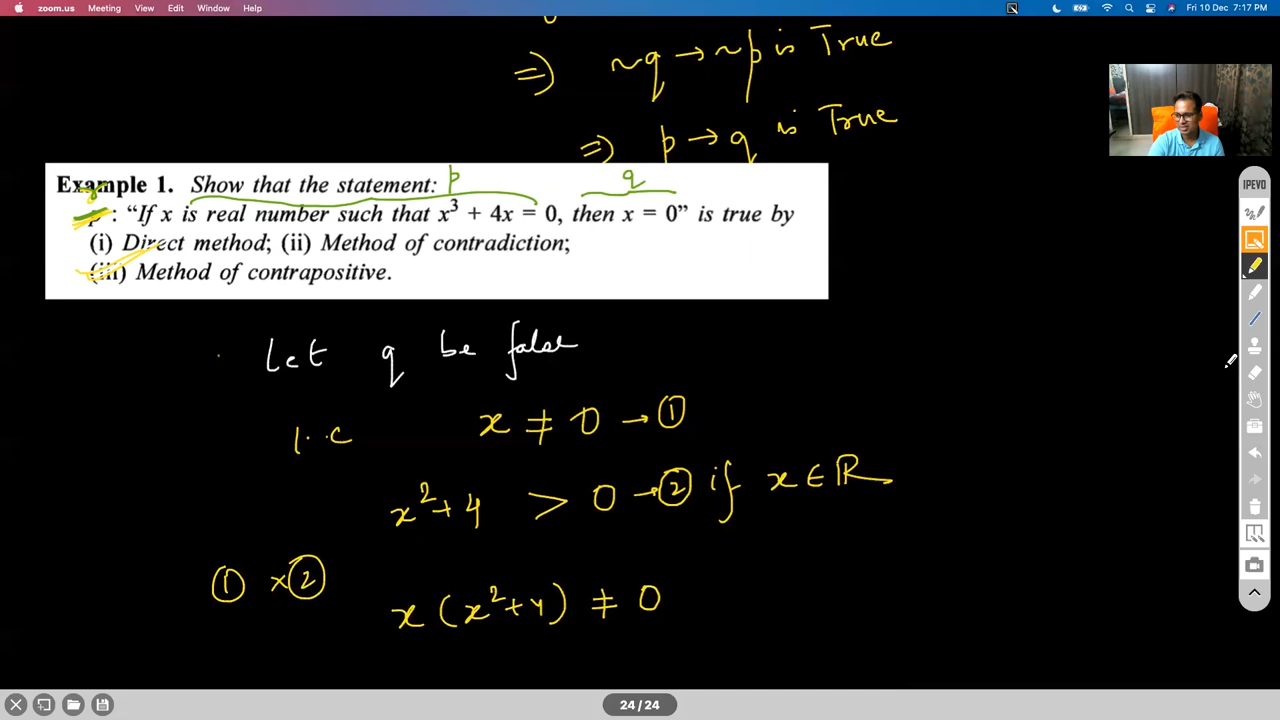 zoom.us Meeting View Edit Window Help Fri 10 Dec 7:17 PM
⇒ ~q → ~p is True
⇒ p → q is True
Example 1. Show that the statement: p q
: “If x is real number such that x³ + 4x = 0, then x = 0” is true by
(i) Direct method; (ii) Method of contradiction;
(iii) Method of contrapositive.
Let q be false
i.e x ≠ 0 → ①
x² + 4 > 0 → ② if x ∈ ℝ
① × ②
x (x² + 4) ≠ 0
IPEVO
24 / 24